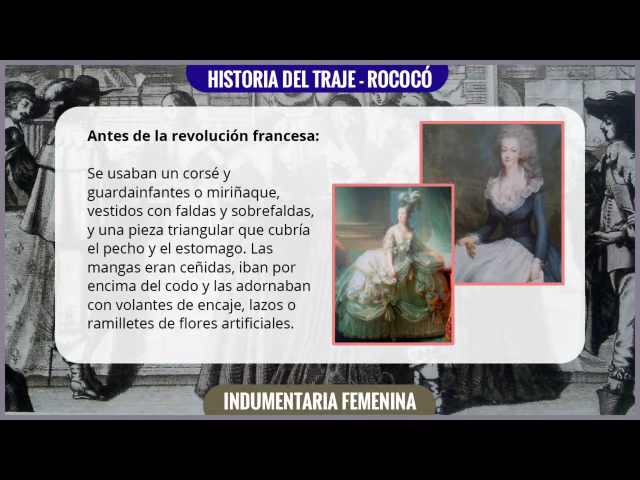 HISTORIA DEL TRAJE - ROCOCÓ
Antes de la revolución francesa:
Se usaban un corsé y
guardainfantes o miriñaque,
vestidos con faldas y sobrefaldas,
y una pieza triangular que cubría
el pecho y el estomago. Las
mangas eran ceñidas, iban por
encima del codo y las adornaban
con volantes de encaje, lazos o
ramilletes de flores artificiales.
INDUMENTARIA FEMENINA